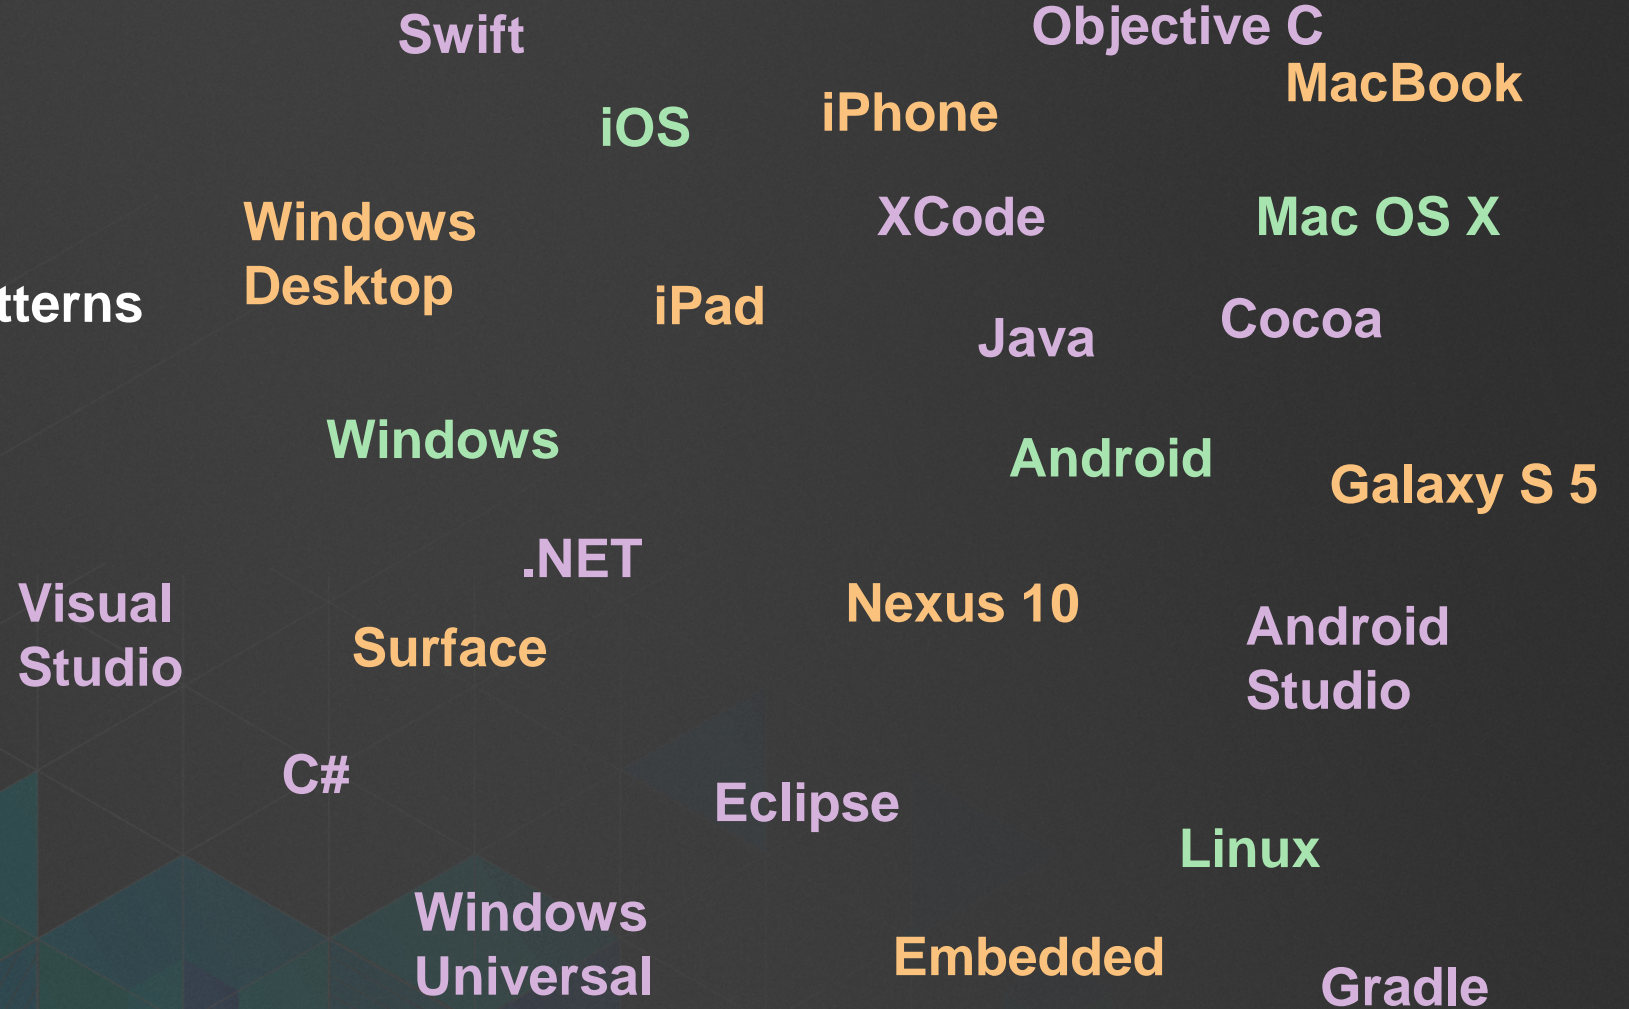 Swift
Objective C
MacBook
iPhone
iOS
Windows
Desktop
XCode
Mac OS X
tterns
iPad
Java
Cocoa
Windows
Android
Galaxy S 5
.NET
Visual
Studio
Surface
Nexus 10
Android
Studio
C#
Eclipse
Linux
Windows
Universal
Embedded
Gradle